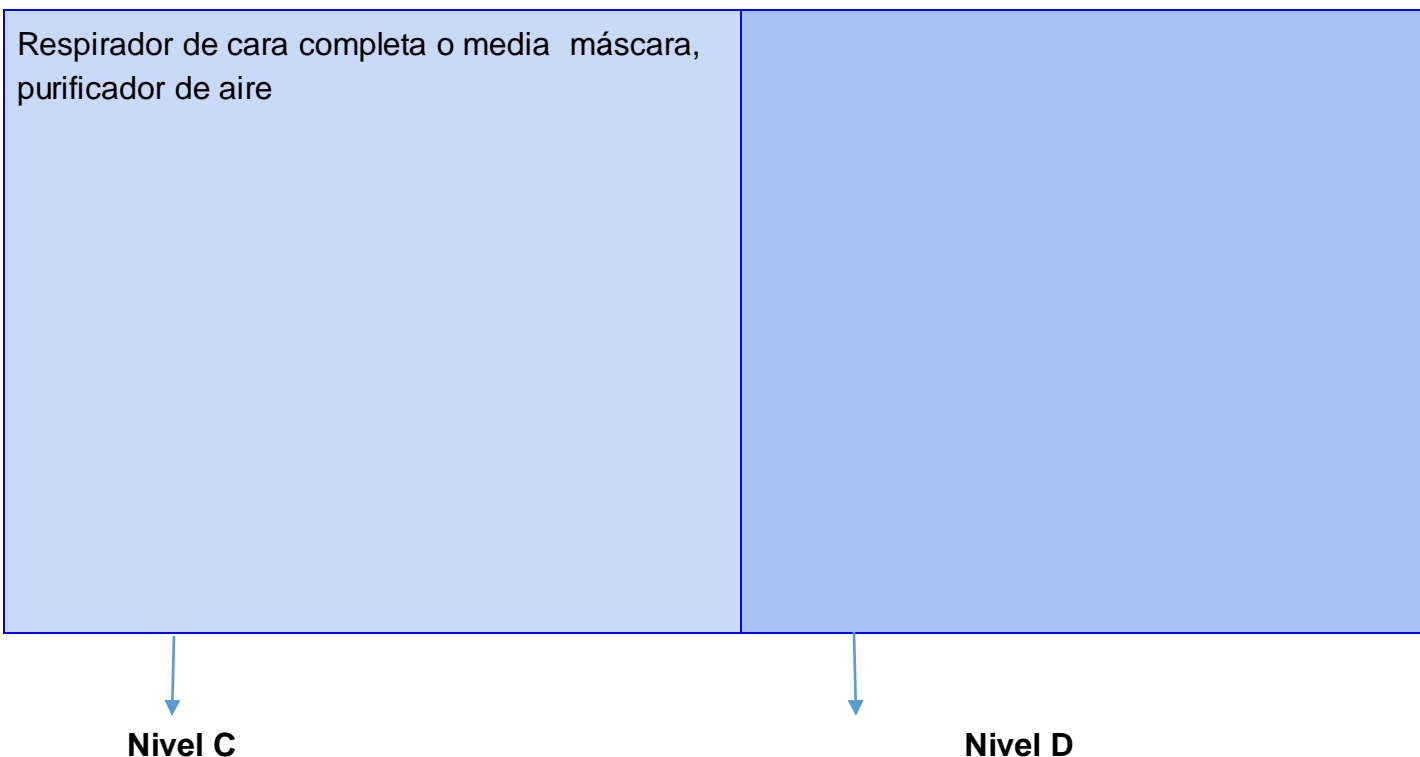 Respirador de cara completa o media máscara,
purificador de aire
Nivel C
Nivel D